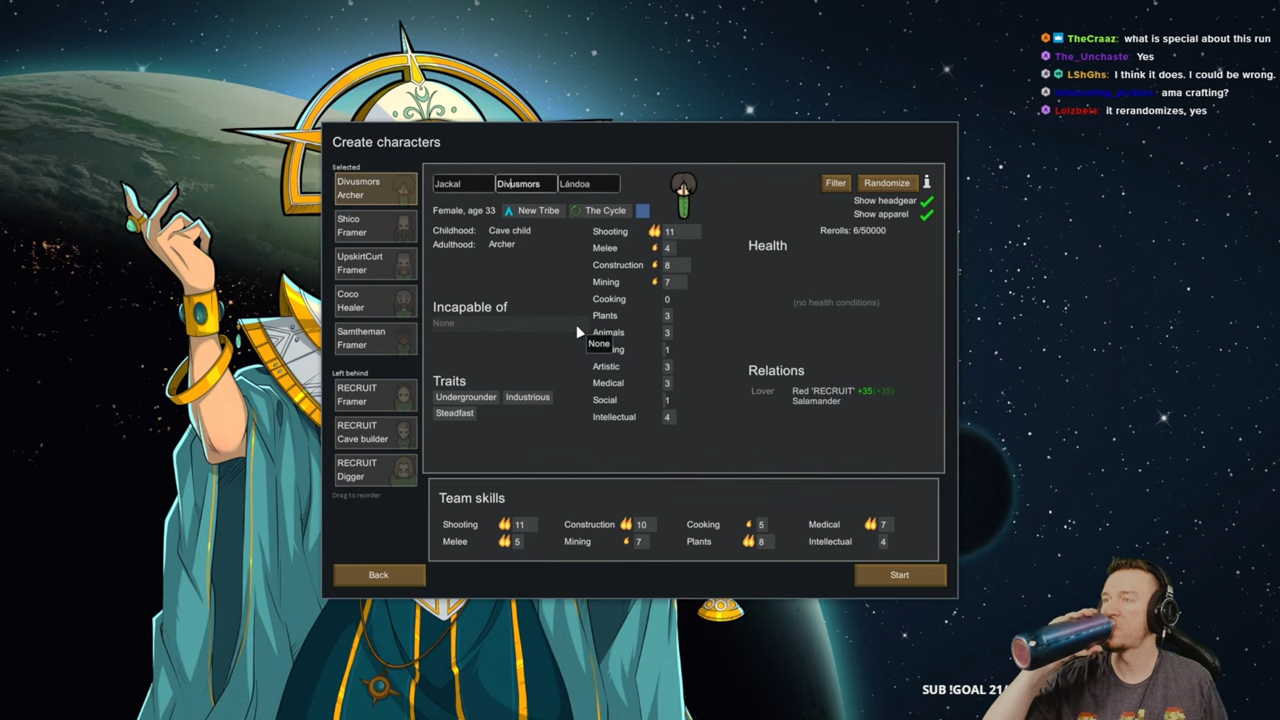 TheCraaz: what is special about this run
The_Unchaste: Yes
LShGhs: I think it does. I could be wrong.
ama crafting?
Lolzbela: it rerandomizes, yes
Create characters
Selected
Divusmors
Archer
Shico
Framer
UpskirtCurt
Framer
Coco
Healer
Samtheman
Framer
Left behind
RECRUIT
Framer
RECRUIT
Cave builder
RECRUIT
Digger
Drag to reorder
Jackal Divusmors Lándoa
Female, age 33 New Tribe The Cycle
Childhood: Cave child
Adulthood: Archer
Incapable of
None
Traits
Undergrounder Industrious
Steadfast
Shooting 11
Melee 4
Construction 8
Mining 7
Cooking 0
Plants 3
Animals 3
None
ing 1
Artistic 3
Medical 3
Social 1
Intellectual 4
Filter Randomize
Show headgear
Show apparel
Rerolls: 6/50000
Health
(no health conditions)
Relations
Lover Red 'RECRUIT' +35(+35)
Salamander
Team skills
Shooting 11 Construction 10 Cooking 5 Medical 7
Melee 5 Mining 7 Plants 8 Intellectual 4
Back
Start
SUB !GOAL 21/